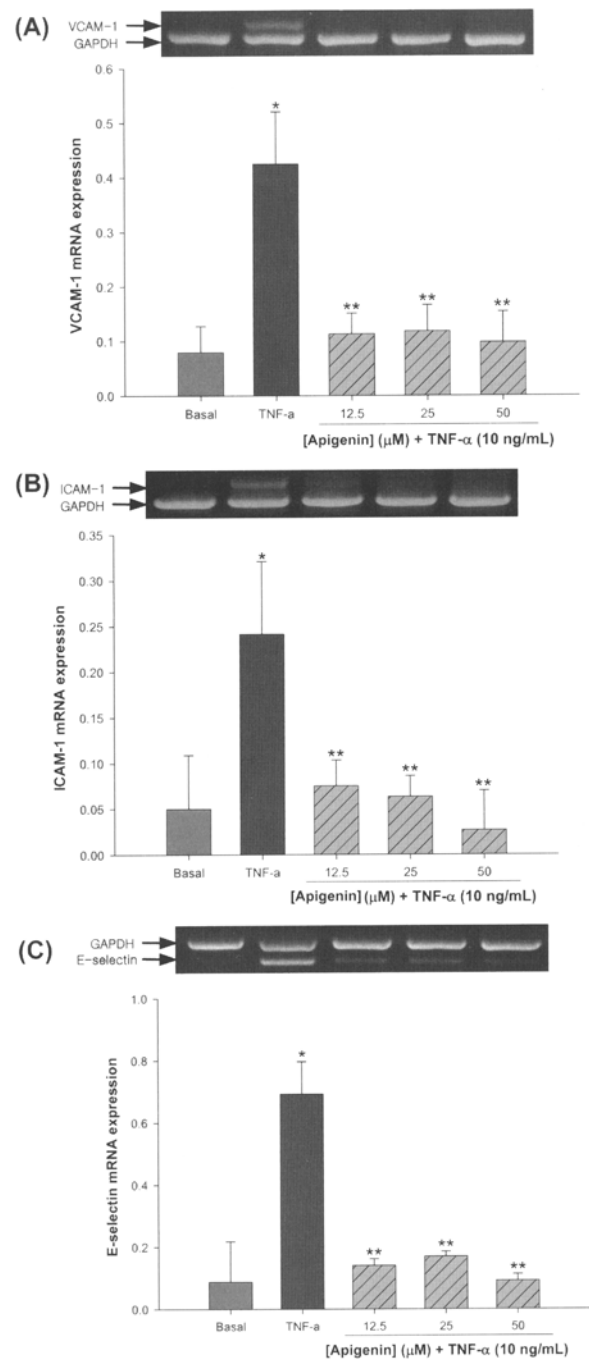 (A)
VCAM-1
GAPDH
VCAM-1 mRNA expression
0.6
0.5
0.4
0.3
0.2
0.1
0.0
*
**
**
**
Basal
TNF-a
12.5
25
50
[Apigenin] (μM) + TNF-α (10 ng/mL)
(B)
ICAM-1
GAPDH
ICAM-1 mRNA expression
0.35
0.30
0.25
0.20
0.15
0.10
0.05
0.00
*
**
**
**
Basal
TNF-a
12.5
25
50
[Apigenin] (μM) + TNF-α (10 ng/mL)
(C)
GAPDH
E-selectin
E-selectin mRNA expression
1.0
0.8
0.6
0.4
0.2
0.0
*
**
**
**
Basal
TNF-a
12.5
25
50
[Apigenin] (μM) + TNF-α (10 ng/mL)